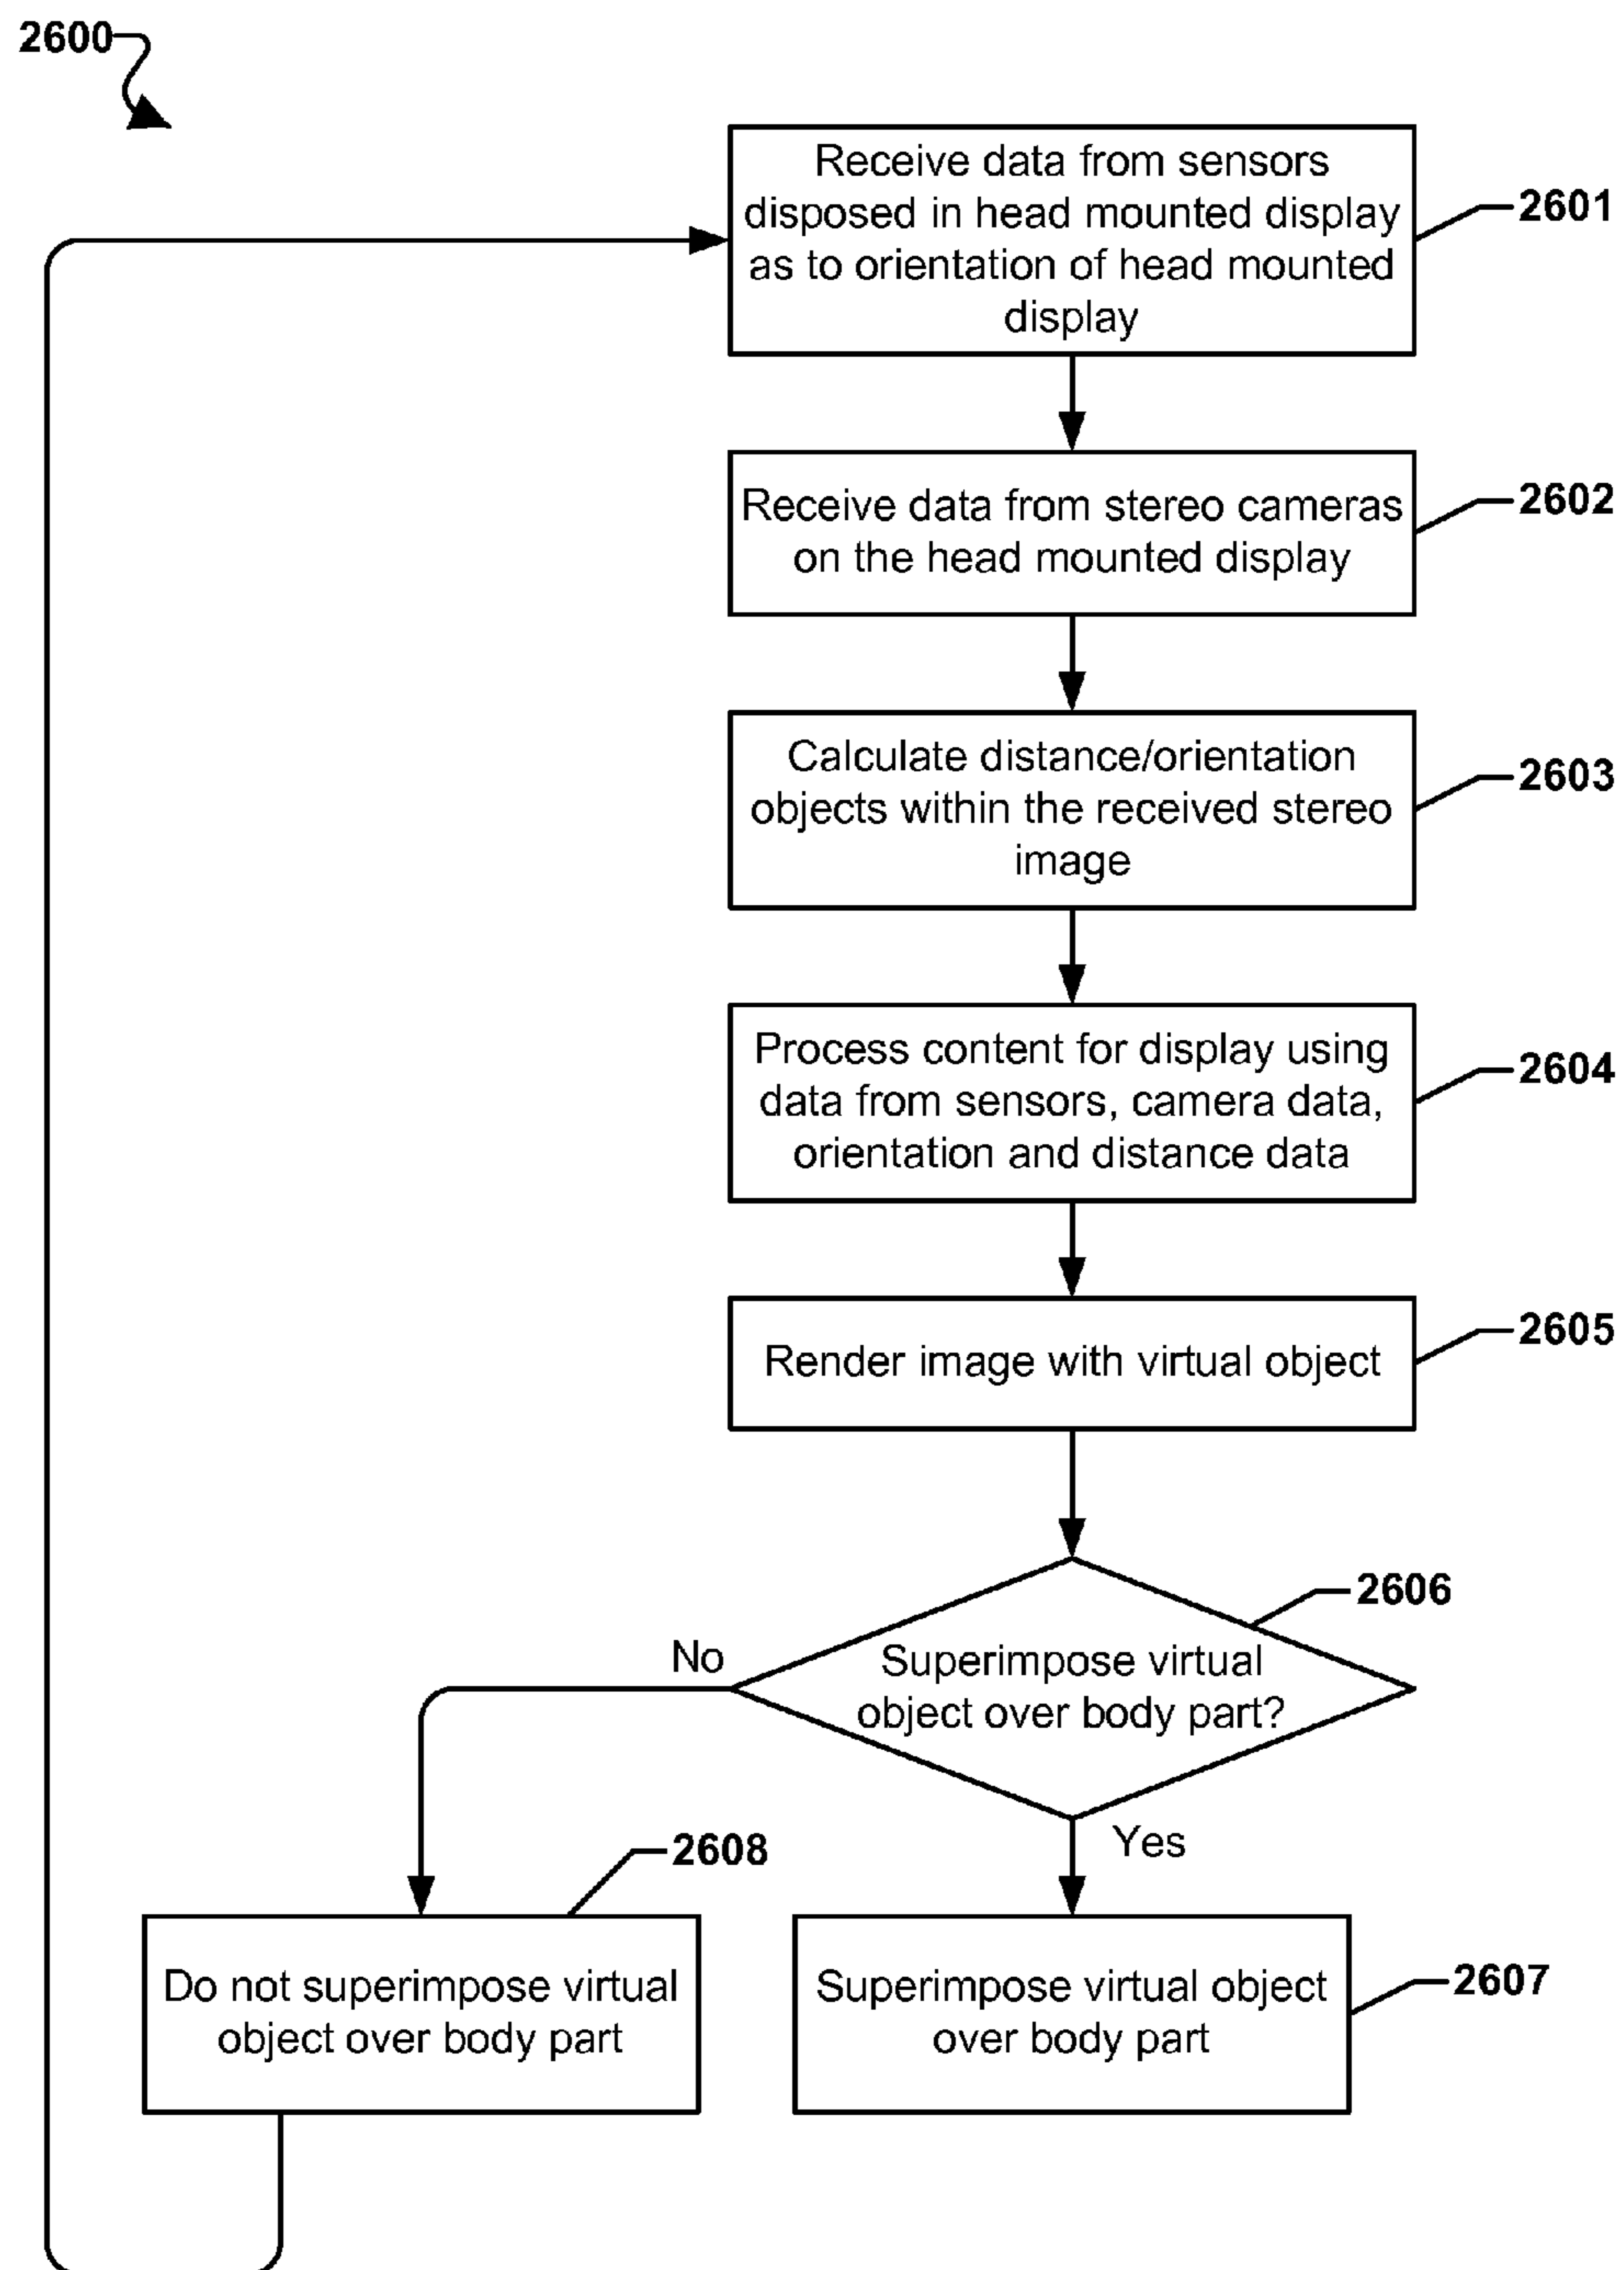 2600
Receive data from sensors
disposed in head mounted display
as to orientation of head mounted
display
2601
Receive data from stereo cameras
on the head mounted display
2602
Calculate distance/orientation
objects within the received stereo
image
2603
Process content for display using
data from sensors, camera data,
orientation and distance data
2604
Render image with virtual object
2605
Superimpose virtual
object over body part?
2606
No
Yes
Do not superimpose virtual
object over body part
2608
Superimpose virtual object
over body part
2607